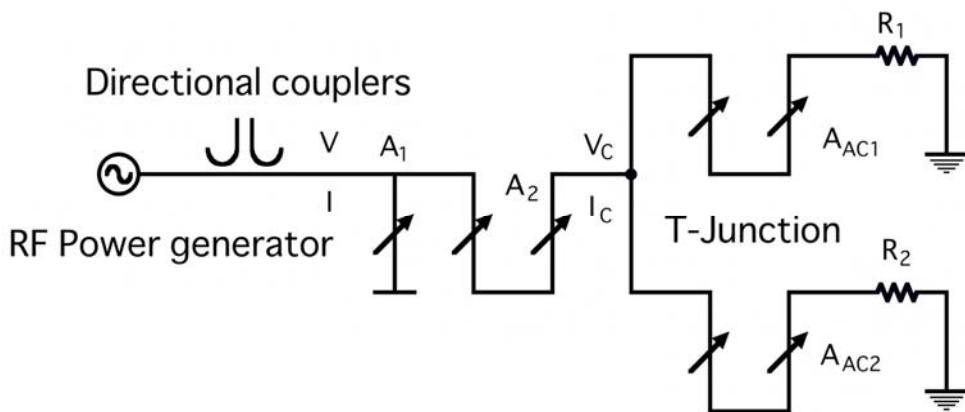 R1
Directional couplers
V A1
VC
AAC1
A2
I
IC
RF Power generator
T-Junction
R2
AAC2